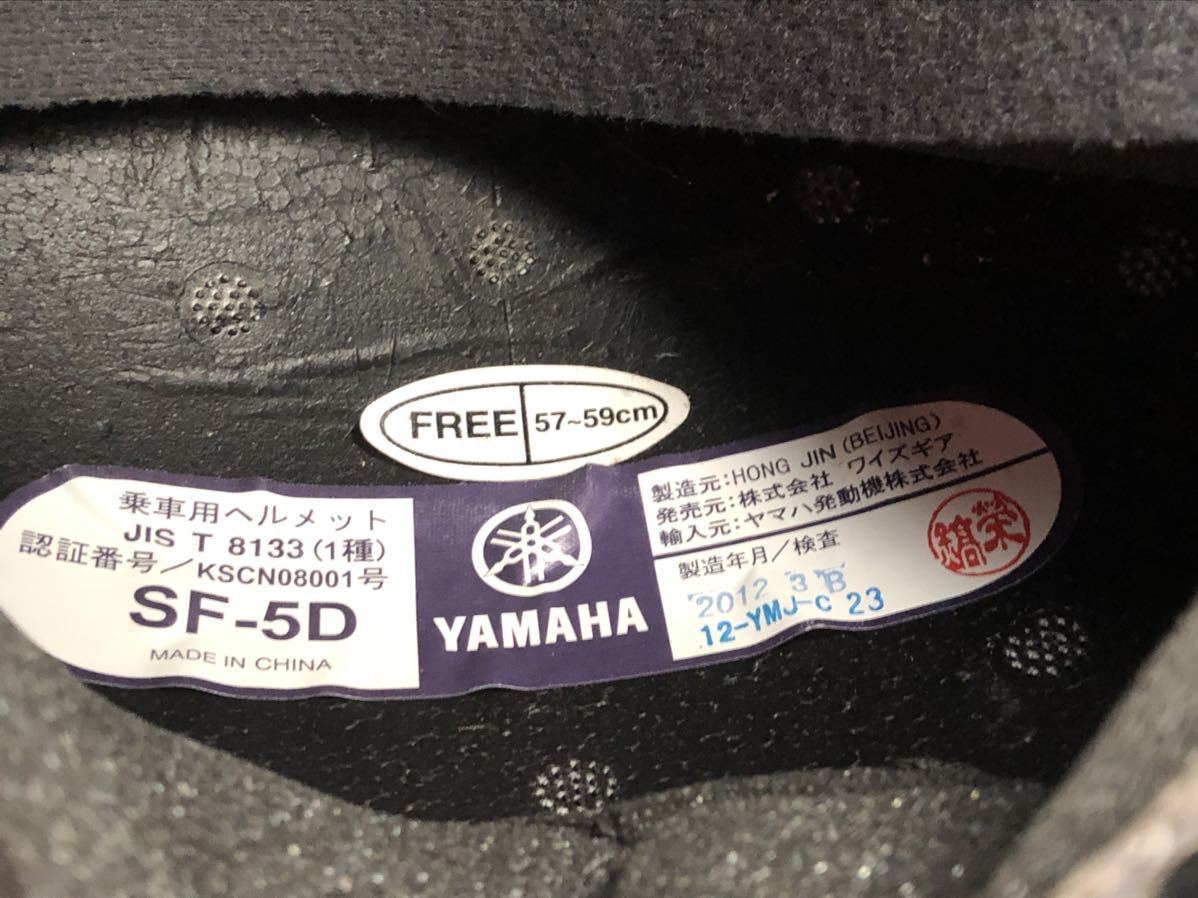 FREE 57~59cm
乗車用ヘルメット
JIS T 8133(1種)
認証番号/KSCN08001号
SF-5D
MADE IN CHINA
YAMAHA
製造元:HONG JIN(BEIJING)
発売元:株式会社 ワイズギア
輸入元:ヤマハ発動機株式会社
製造年月/検査
2012 3 B
12-YMJ-C 23